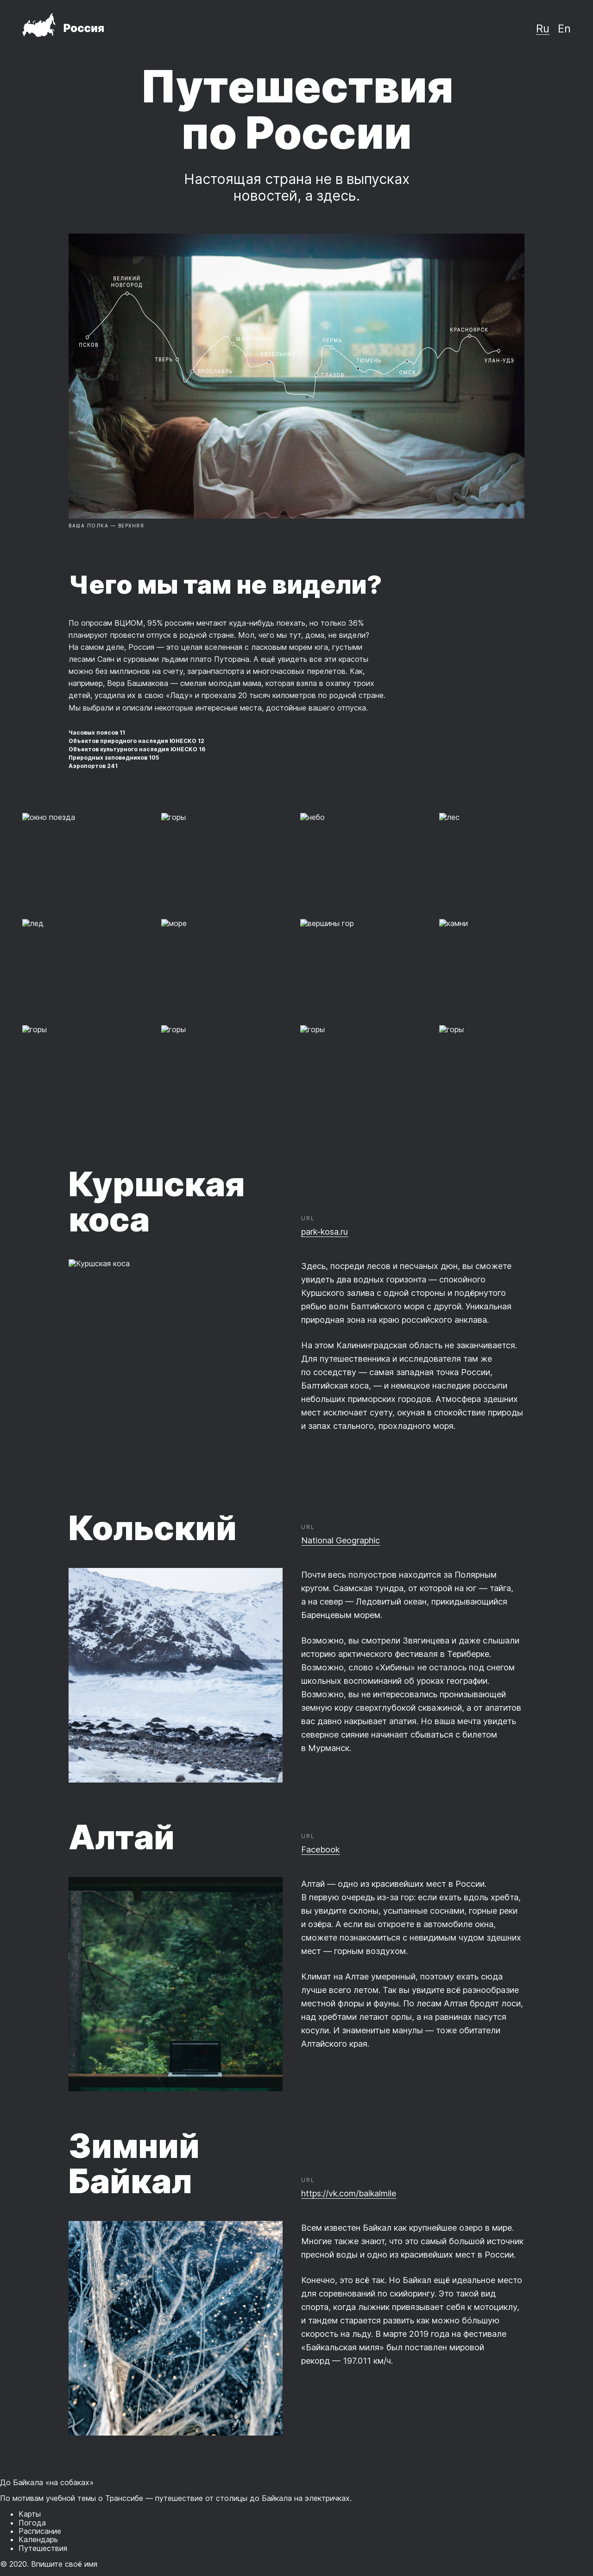 Россия
Ru En
Путешествия
по России
Настоящая страна не в выпусках
новостей, а здесь.
ВЕЛИКИЙ
НОВГОРОД
ПСКОВ
ТВЕРЬ
ЯРОСЛАВЛЬ
ПЕРМЬ
ГЛАЗОВ
ТЮМЕНЬ
ОМСК
КРАСНОЯРСК
УЛАН-УДЭ
ВАША ПОЛКА — ВЕРХНЯЯ
Чего мы там не видели?
По опросам ВЦИОМ, 95% россиян мечтают куда-нибудь поехать, но только 36%
планируют провести отпуск в родной стране. Мол, чего мы тут, дома, не видели?
На самом деле, Россия — это целая вселенная с ласковым морем юга, густыми
лесами Саян и суровыми льдами плато Путорана. А ещё увидеть все эти красоты
можно без миллионов на счету, загранпаспорта и многочасовых перелетов. Как,
например, Вера Башмакова — смелая молодая мама, которая взяла в охапку троих
детей, усадила их в свою «Ладу» и проехала 20 тысяч километров по родной стране.
Мы выбрали и описали некоторые интересные места, достойные вашего отпуска.
Часовых поясов 11
Объектов природного наследия ЮНЕСКО 12
Объектов культурного наследия ЮНЕСКО 16
Природных заповедников 105
Аэропортов 241
окно поезда
горы
небо
лес
лед
море
вершины гор
камни
горы
горы
горы
горы
Куршская
коса
URL
park-kosa.ru
Куршская коса
Здесь, посреди лесов и песчаных дюн, вы сможете
увидеть два водных горизонта — спокойного
Куршского залива с одной стороны и подёрнутого
рябью волн Балтийского моря с другой. Уникальная
природная зона на краю российского анклава.
На этом Калининградская область не заканчивается.
Для путешественника и исследователя там же
по соседству — самая западная точка России,
Балтийская коса, — и немецкое наследие россыпи
небольших приморских городов. Атмосфера здешних
мест исключает суету, окуная в спокойствие природы
и запах стального, прохладного моря.
Кольский
URL
National Geographic
Почти весь полуостров находится за Полярным
кругом. Саамская тундра, от которой на юг — тайга,
а на север — Ледовитый океан, прикидывающийся
Баренцевым морем.
Возможно, вы смотрели Звягинцева и даже слышали
историю арктического фестиваля в Териберке.
Возможно, слово «Хибины» не осталось под снегом
школьных воспоминаний об уроках географии.
Возможно, вы не интересовались пронизывающей
земную кору сверхглубокой скважиной, а от апатитов
вас давно накрывает апатия. Но ваша мечта увидеть
северное сияние начинает сбываться с билетом
в Мурманск.
Алтай
URL
Facebook
Алтай — одно из красивейших мест в России.
В первую очередь из-за гор: если ехать вдоль хребта,
вы увидите склоны, усыпанные соснами, горные реки
и озёра. А если вы откроете в автомобиле окна,
сможете познакомиться с невидимым чудом здешних
мест — горным воздухом.
Климат на Алтае умеренный, поэтому ехать сюда
лучше всего летом. Так вы увидите всё разнообразие
местной флоры и фауны. По лесам Алтая бродят лоси,
над хребтами летают орлы, а на равнинах пасутся
косули. И знаменитые манулы — тоже обитатели
Алтайского края.
Зимний
Байкал
URL
https://vk.com/baikalmile
Всем известен Байкал как крупнейшее озеро в мире.
Многие также знают, что это самый большой источник
пресной воды и одно из красивейших мест в России.
Конечно, это всё так. Но Байкал ещё идеальное место
для соревнований по скийорингу. Это такой вид
спорта, когда лыжник привязывает себя к мотоциклу,
и тандем старается развить как можно бо́льшую
скорость на льду. В марте 2019 года на фестивале
«Байкальская миля» был поставлен мировой
рекорд — 197.011 км/ч.
До Байкала «на собаках»
По мотивам учебной темы о Транссибе — путешествие от столицы до Байкала на электричках.
Карты
Погода
Расписание
Календарь
Путешествия
© 2020. Впишите своё имя